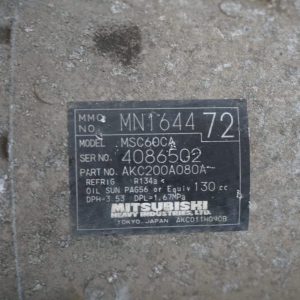 MMC
NO. MN1644 72
MODEL MSC60CA
SER NO. 4086502
PART NO. AKC200A080A
REFRIG R134a <
OIL SUN PAG56 or Equiv 130 cc
DPH=3.53 DPL=1.67MPa
MITSUBISHI
HEAVY INDUSTRIES, LTD.
TOKYO, JAPAN